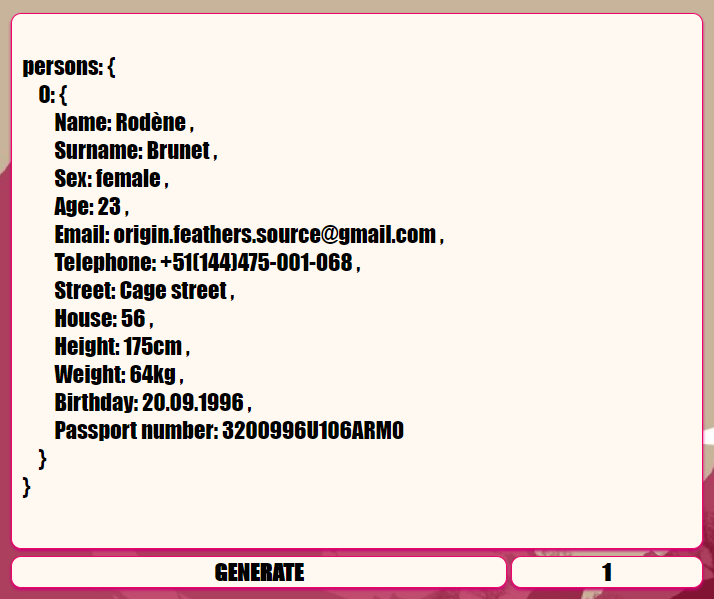 persons: {
0: {
Name: Rodène ,
Surname: Brunet ,
Sex: female ,
Age: 23 ,
Email: origin.feathers.source@gmail.com ,
Telephone: +51(144)475-001-068 ,
Street: Cage street ,
House: 56 ,
Height: 175cm ,
Weight: 64kg ,
Birthday: 20.09.1996 ,
Passport number: 3200996U106ARM0
}
}
GENERATE
1